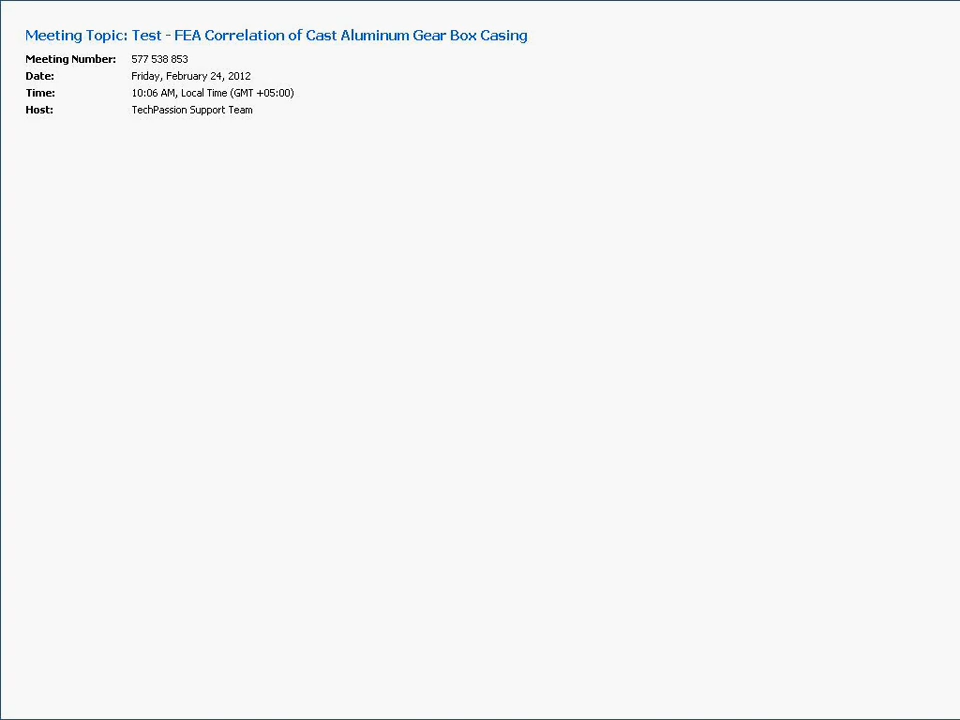 Meeting Topic: Test - FEA Correlation of Cast Aluminum Gear Box Casing
Meeting Number: 577 538 853
Date: Friday, February 24, 2012
Time: 10:06 AM, Local Time (GMT +05:00)
Host: TechPassion Support Team